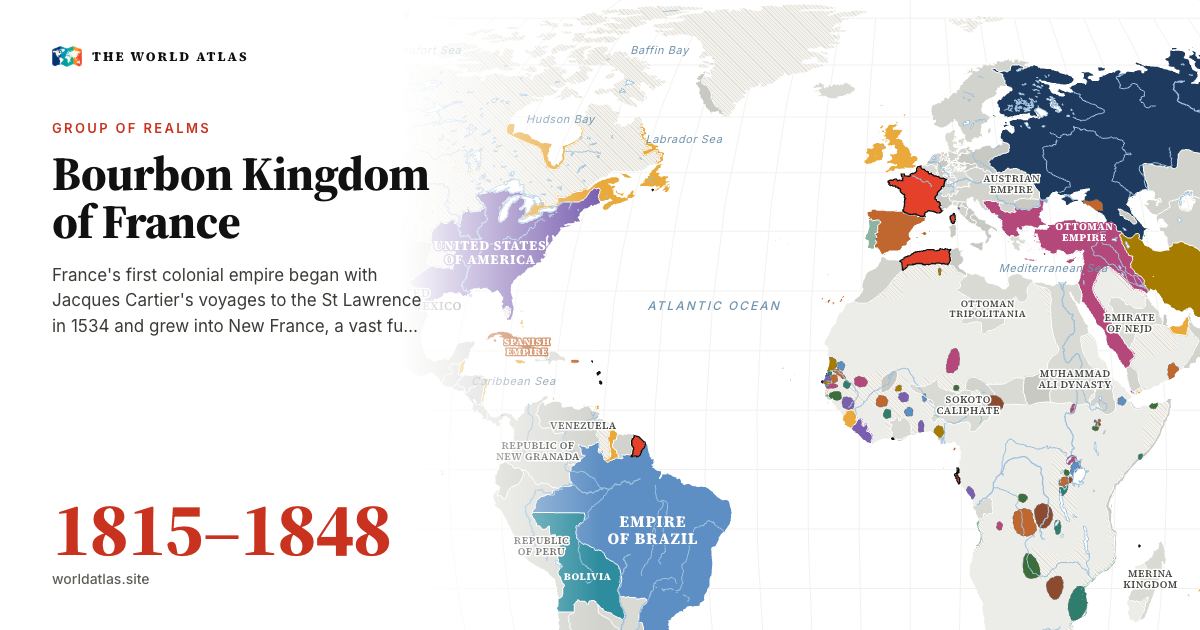 THE WORLD ATLAS
GROUP OF REALMS
Bourbon Kingdom
of France
France's first colonial empire began with
Jacques Cartier's voyages to the St Lawrence
in 1534 and grew into New France, a vast fu...
1815–1848
worldatlas.site
Baffin Bay
Hudson Bay
Labrador Sea
UNITED STATES
OF AMERICA
EXICO
ATLANTIC OCEAN
SPANISH
EMPIRE
Caribbean Sea
VENEZUELA
REPUBLIC OF
NEW GRANADA
EMPIRE
OF BRAZIL
REPUBLIC
OF PERU
BOLIVIA
AUSTRIAN
EMPIRE
OTTOMAN
EMPIRE
Mediterranean Sea
OTTOMAN
TRIPOLITANIA
EMIRATE
OF NEJD
MUHAMMAD
ALI DYNASTY
SOKOTO
CALIPHATE
MERINA
KINGDOM